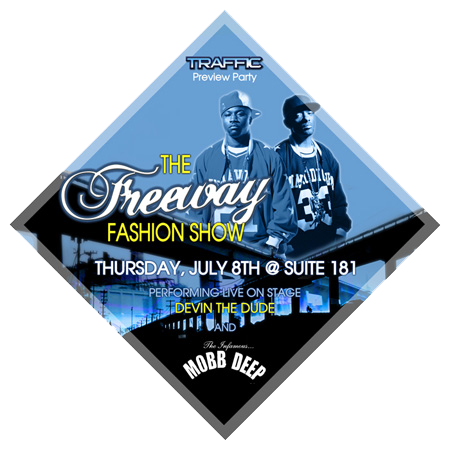 TRAFFIC
Preview Party
THE
Freeway
FASHION SHOW
THURSDAY, JULY 8TH @ SUITE 181
PERFORMING LIVE ON STAGE
DEVIN THE DUDE
AND
The Infamous...
MOBB DEEP